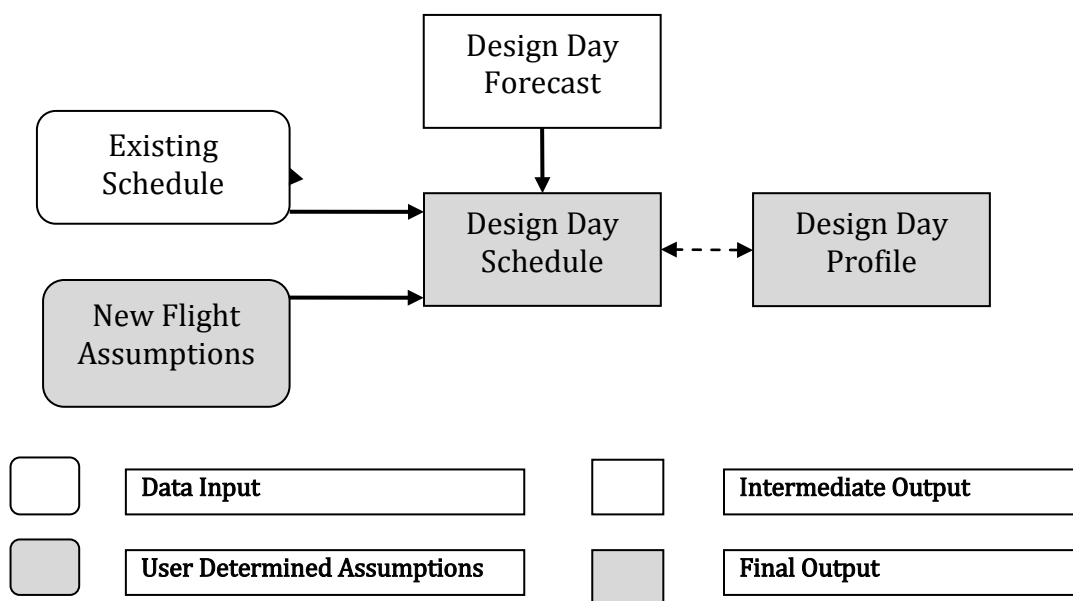 Design Day
Forecast
Existing
Schedule
Design Day
Schedule
Design Day
Profile
New Flight
Assumptions
Data Input
Intermediate Output
User Determined Assumptions
Final Output